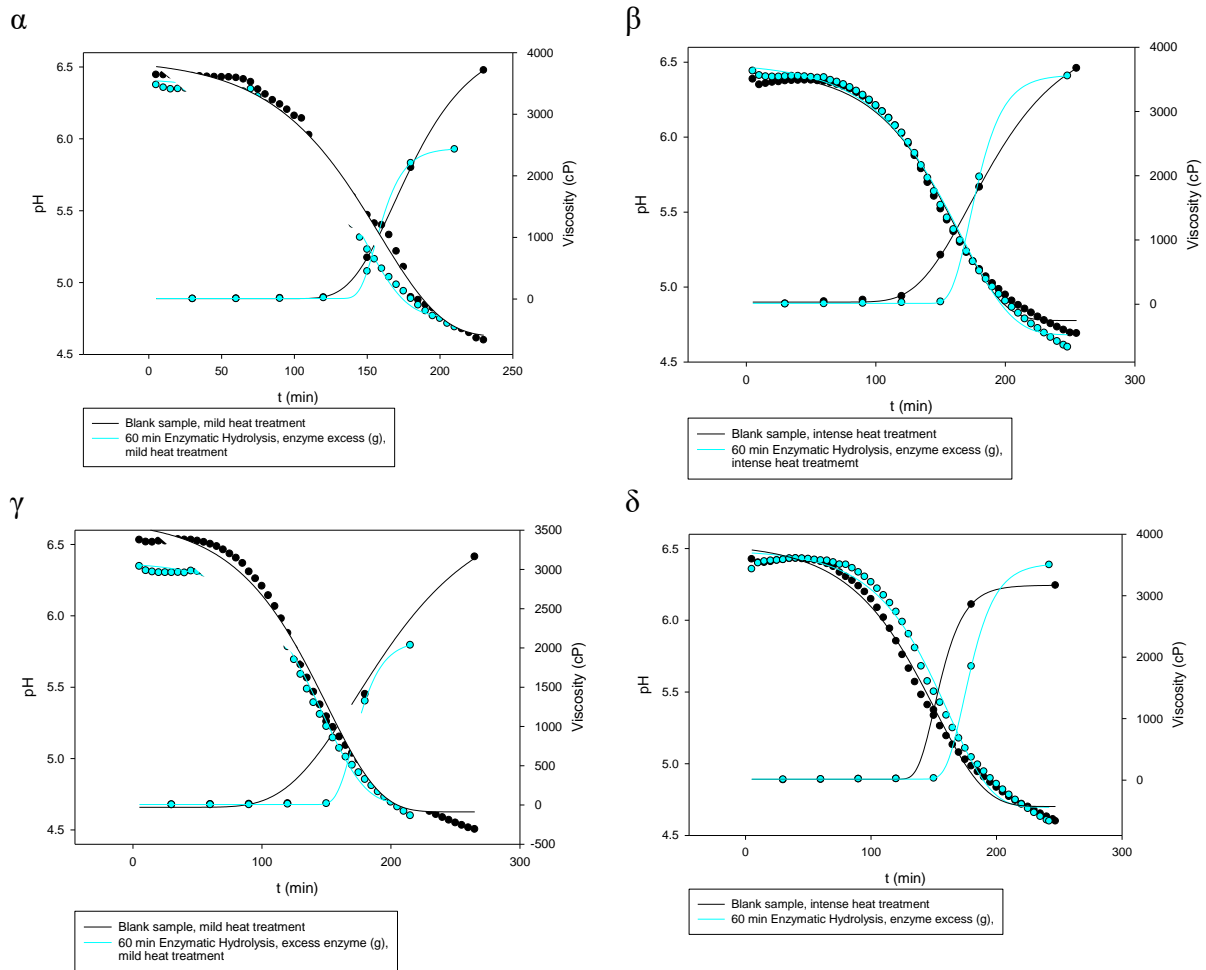 α
4000
6.5
3000
6.0
2000
pH
5.5
1000
Viscosity (cP)
5.0
0
4.5
0 50 100 150 200 250
t (min)
Blank sample, mild heat treatment
60 min Enzymatic Hydrolysis, enzyme excess (g),
mild heat treatment
β
4000
6.5
3000
6.0
2000
pH
5.5
1000
Viscosity (cP)
5.0
0
4.5
0 100 200 300
t (min)
Blank sample, intense heat treatment
60 min Enzymatic Hydrolysis, enzyme excess (g),
intense heat treatmemt
γ
3500
6.5
3000
2500
6.0
2000
pH
5.5
1500
1000
Viscosity (cP)
5.0
500
0
4.5
-500
0 100 200 300
t (min)
Blank sample, mild heat treatment
60 min Enzymatic Hydrolysis, excess enzyme (g),
mild heat treatment
δ
4000
6.5
3000
6.0
2000
pH
5.5
1000
Viscosity (cP)
5.0
0
4.5
0 100 200 300
t (min)
Blank sample, intense heat treatment
60 min Enzymatic Hydrolysis, enzyme excess (g),